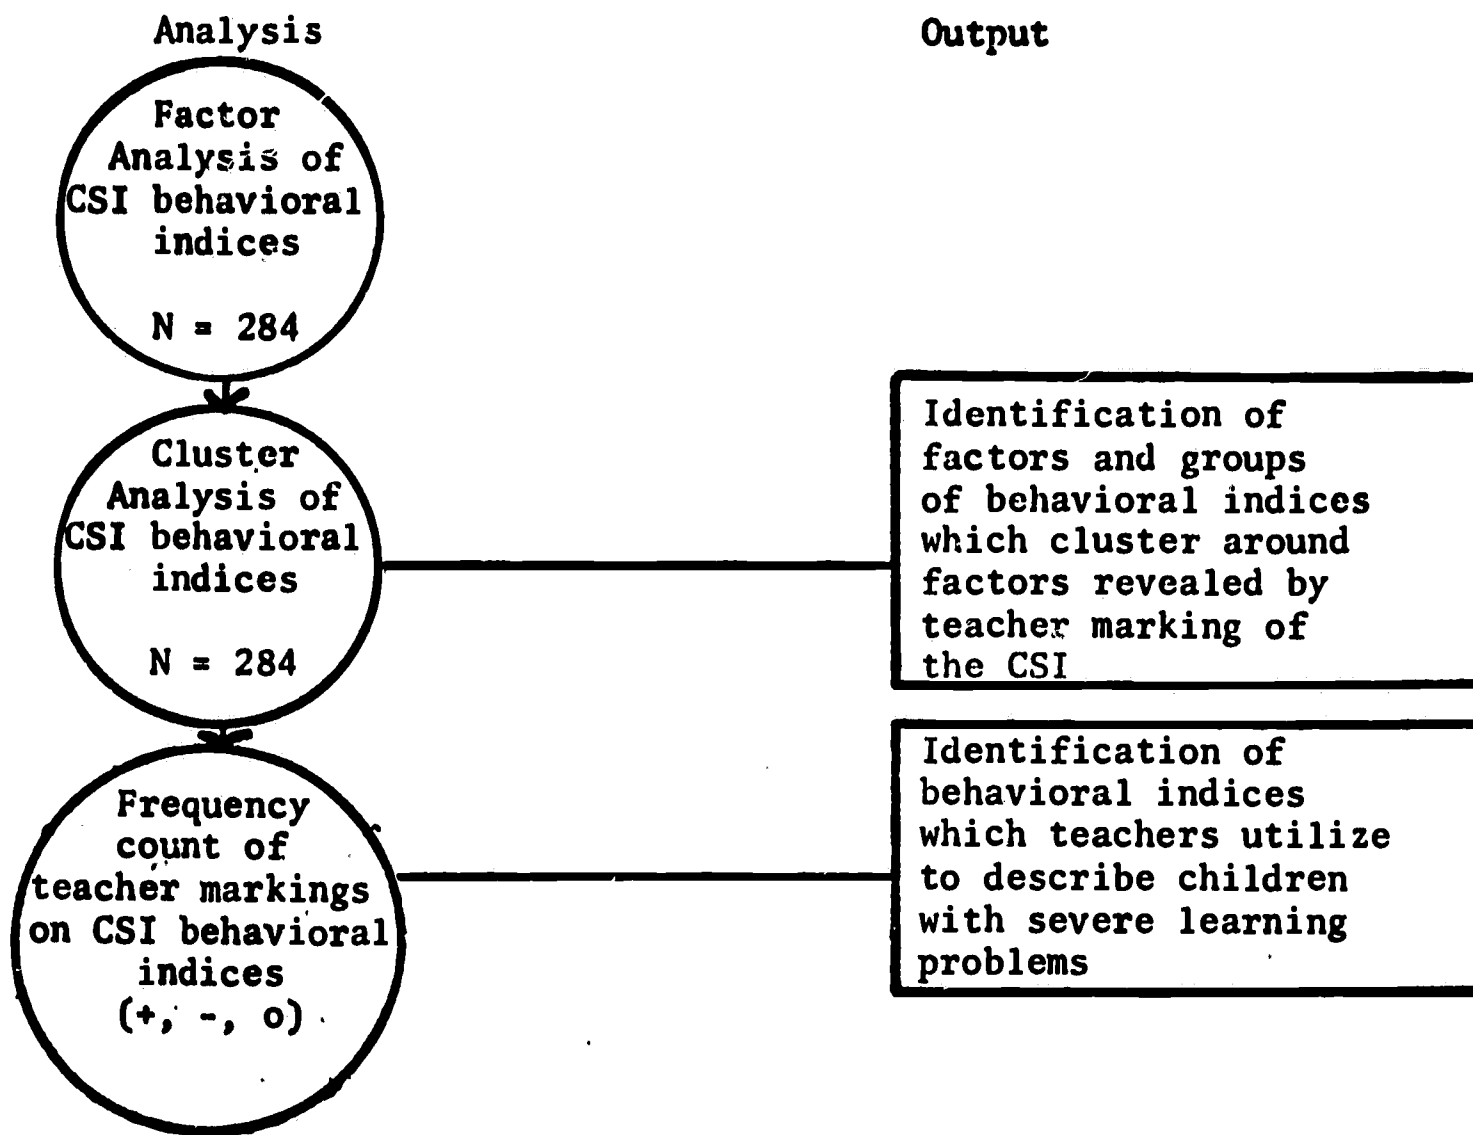 Analysis
Output
Factor
Analysis of
CSI behavioral
indices
N = 284
Cluster
Analysis of
CSI behavioral
indices
N = 284
Identification of
factors and groups
of behavioral indices
which cluster around
factors revealed by
teacher marking of
the CSI
Frequency
count of
teacher markings
on CSI behavioral
indices
(+, -, o)
Identification of
behavioral indices
which teachers utilize
to describe children
with severe learning
problems